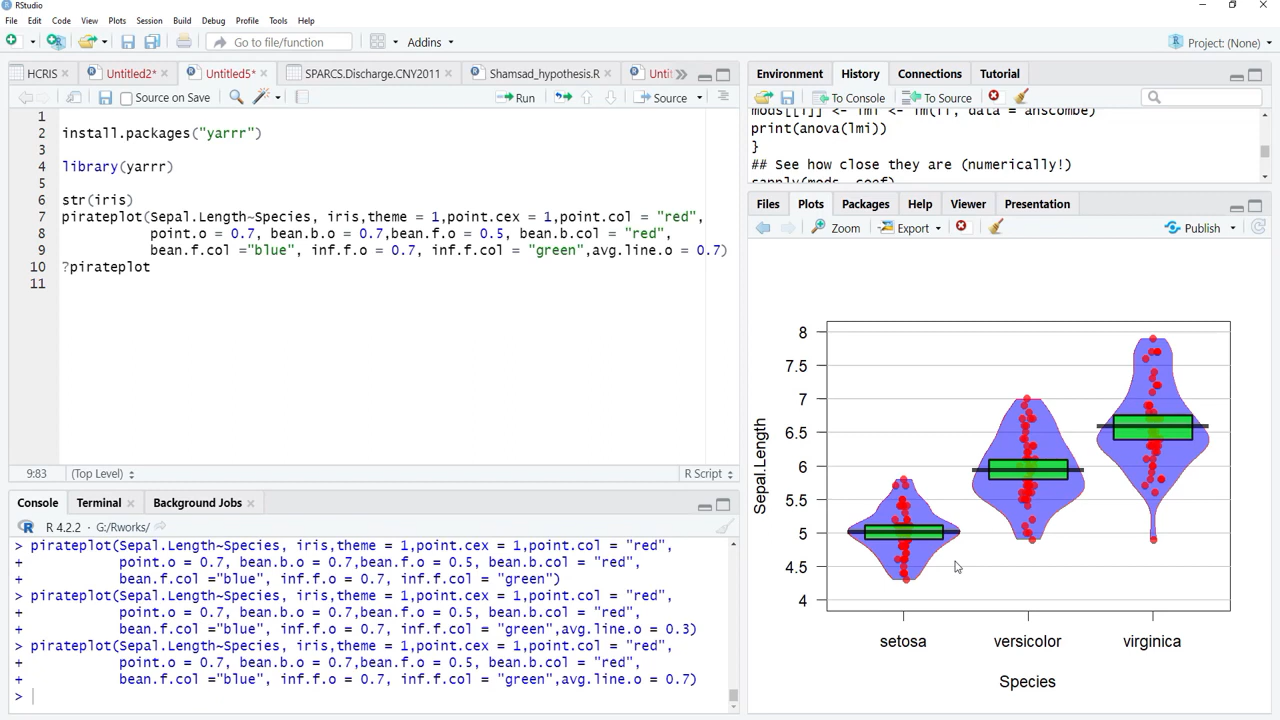 RStudio
File Edit Code View Plots Session Build Debug Profile Tools Help
Go to file/function Addins Project: (None)
HCRIS Untitled2* Untitled5* SPARCS.Discharge.CNY2011 Shamsad_hypothesis.R Unti
Source on Save Run Source
1
2 install.packages("yarrr")
3
4 library(yarrr)
5
6 str(iris)
7 pirateplot(Sepal.Length~Species, iris,theme = 1,point.cex = 1,point.col = "red",
8 point.o = 0.7, bean.b.o = 0.7,bean.f.o = 0.5, bean.b.col = "red",
9 bean.f.col ="blue", inf.f.o = 0.7, inf.f.col = "green",avg.line.o = 0.7)
10 ?pirateplot
11
9:83 (Top Level) R Script
Console Terminal Background Jobs
R 4.2.2 · G:/Rworks/
> pirateplot(Sepal.Length~Species, iris,theme = 1,point.cex = 1,point.col = "red",
+ point.o = 0.7, bean.b.o = 0.7,bean.f.o = 0.5, bean.b.col = "red",
+ bean.f.col ="blue", inf.f.o = 0.7, inf.f.col = "green")
> pirateplot(Sepal.Length~Species, iris,theme = 1,point.cex = 1,point.col = "red",
+ point.o = 0.7, bean.b.o = 0.7,bean.f.o = 0.5, bean.b.col = "red",
+ bean.f.col ="blue", inf.f.o = 0.7, inf.f.col = "green",avg.line.o = 0.3)
> pirateplot(Sepal.Length~Species, iris,theme = 1,point.cex = 1,point.col = "red",
+ point.o = 0.7, bean.b.o = 0.7,bean.f.o = 0.5, bean.b.col = "red",
+ bean.f.col ="blue", inf.f.o = 0.7, inf.f.col = "green",avg.line.o = 0.7)
>
Environment History Connections Tutorial
To Console To Source
data = anscombe)
print(anova(lmi))
}
## See how close they are (numerically!)
Files Plots Packages Help Viewer Presentation
Zoom Export Publish
8
7.5
7
6.5
6
5.5
5
4.5
4
Sepal.Length
setosa versicolor virginica
Species